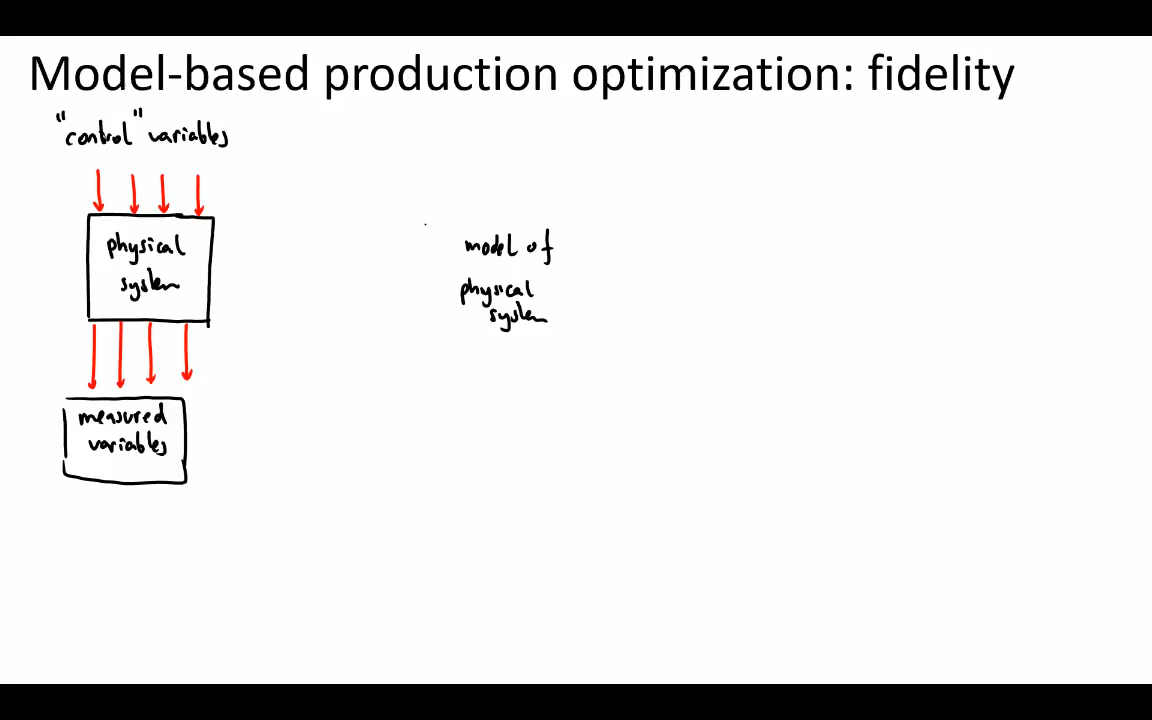 Model-based production optimization: fidelity
"control" variables
physical
system
measured
variables
model of
physical
system